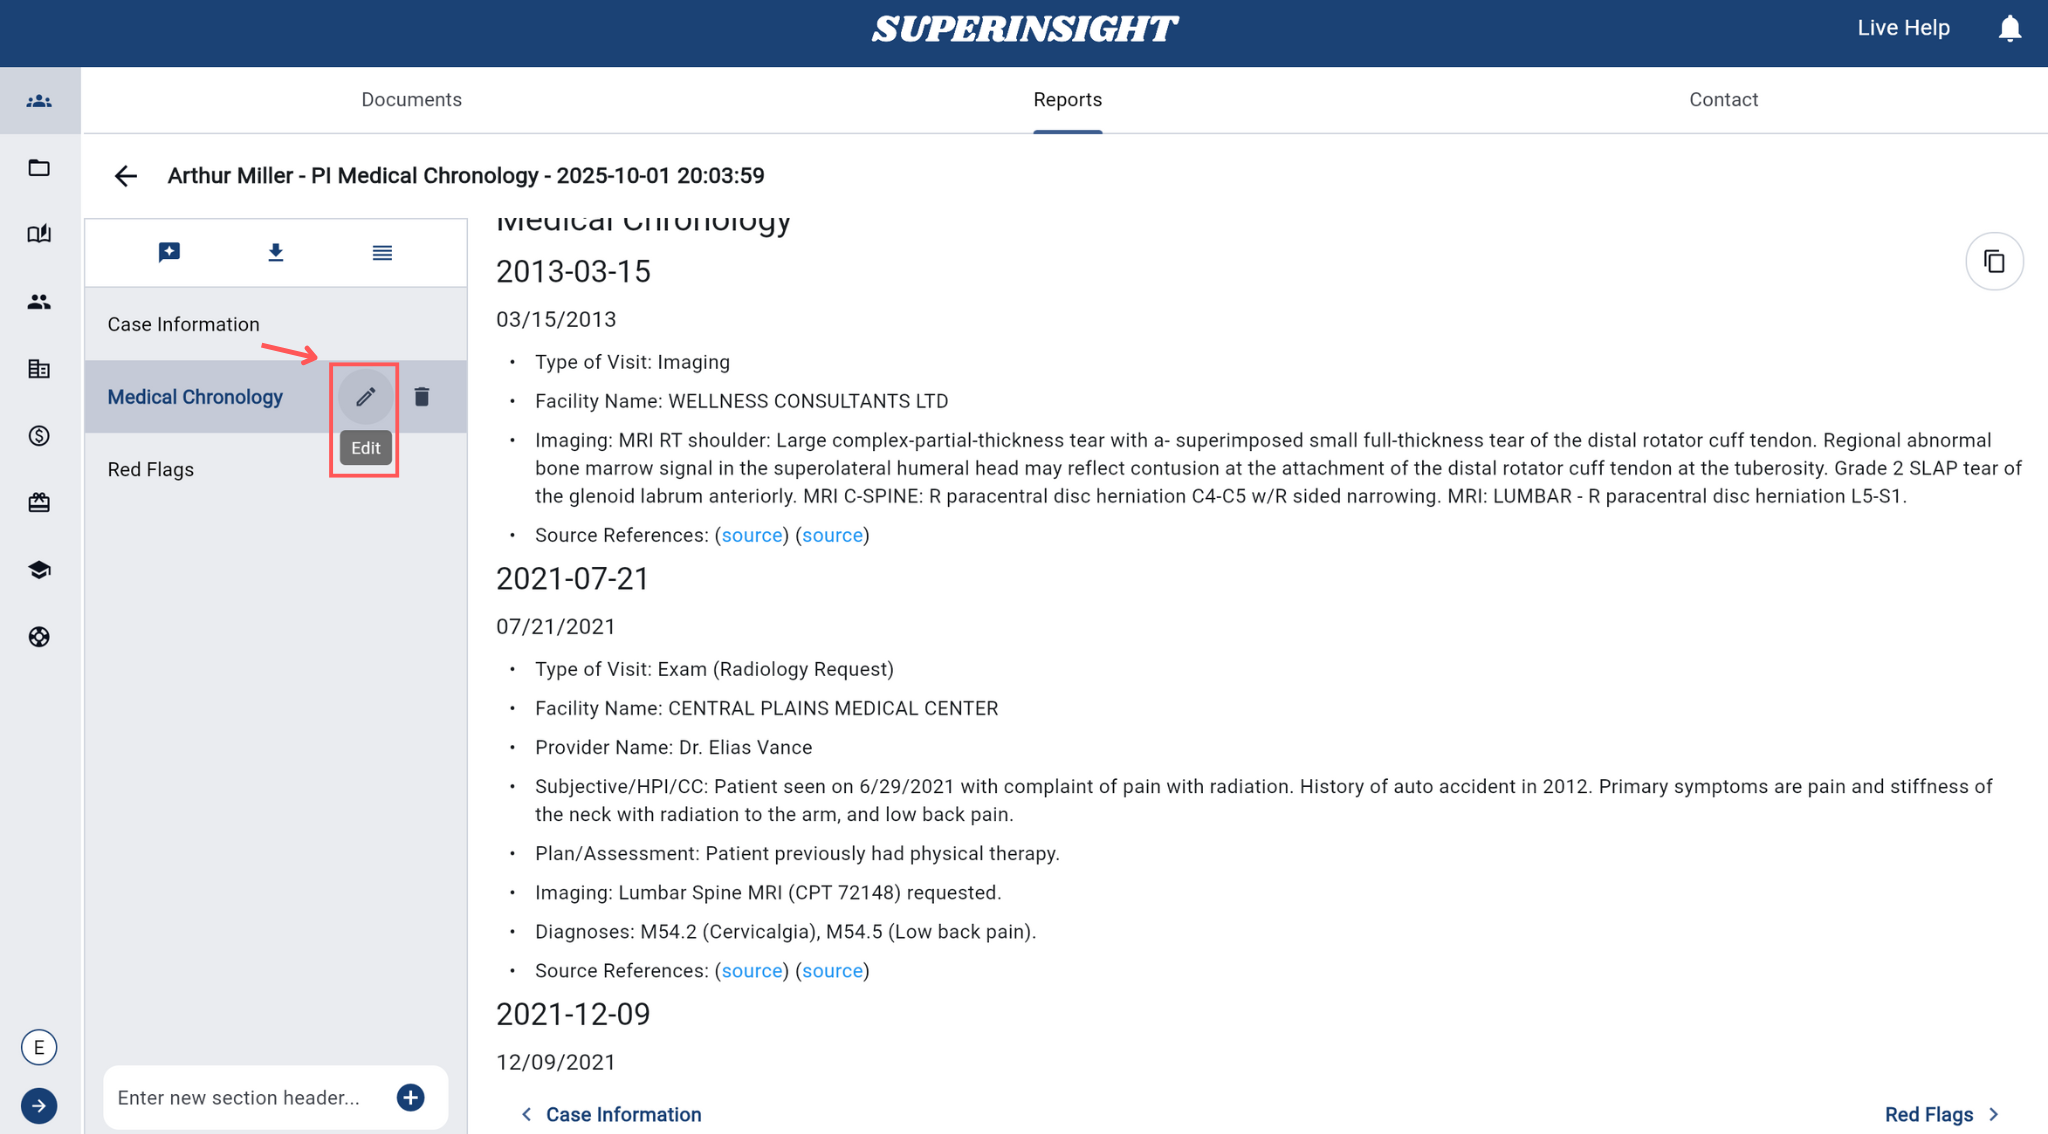 SUPERINSIGHT
Live Help
Documents
Reports
Contact
Arthur Miller - PI Medical Chronology - 2025-10-01 20:03:59
Case Information
Medical Chronology
Edit
Red Flags
Enter new section header...
E
Medical Chronology
2013-03-15
03/15/2013
• Type of Visit: Imaging
• Facility Name: WELLNESS CONSULTANTS LTD
• Imaging: MRI RT shoulder: Large complex-partial-thickness tear with a- superimposed small full-thickness tear of the distal rotator cuff tendon. Regional abnormal
bone marrow signal in the superolateral humeral head may reflect contusion at the attachment of the distal rotator cuff tendon at the tuberosity. Grade 2 SLAP tear of
the glenoid labrum anteriorly. MRI C-SPINE: R paracentral disc herniation C4-C5 w/R sided narrowing. MRI: LUMBAR - R paracentral disc herniation L5-S1.
• Source References: (source) (source)
2021-07-21
07/21/2021
• Type of Visit: Exam (Radiology Request)
• Facility Name: CENTRAL PLAINS MEDICAL CENTER
• Provider Name: Dr. Elias Vance
• Subjective/HPI/CC: Patient seen on 6/29/2021 with complaint of pain with radiation. History of auto accident in 2012. Primary symptoms are pain and stiffness of
the neck with radiation to the arm, and low back pain.
• Plan/Assessment: Patient previously had physical therapy.
• Imaging: Lumbar Spine MRI (CPT 72148) requested.
• Diagnoses: M54.2 (Cervicalgia), M54.5 (Low back pain).
• Source References: (source) (source)
2021-12-09
12/09/2021
Case Information
Red Flags